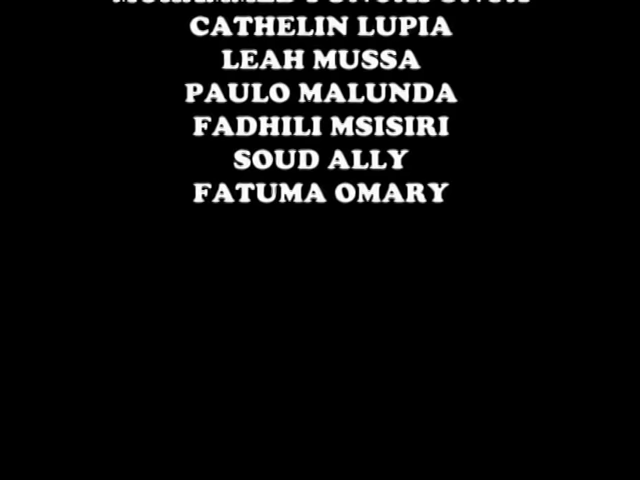 CATHELIN LUPIA
LEAH MUSSA
PAULO MALUNDA
FADHILI MSISIRI
SOUD ALLY
FATUMA OMARY